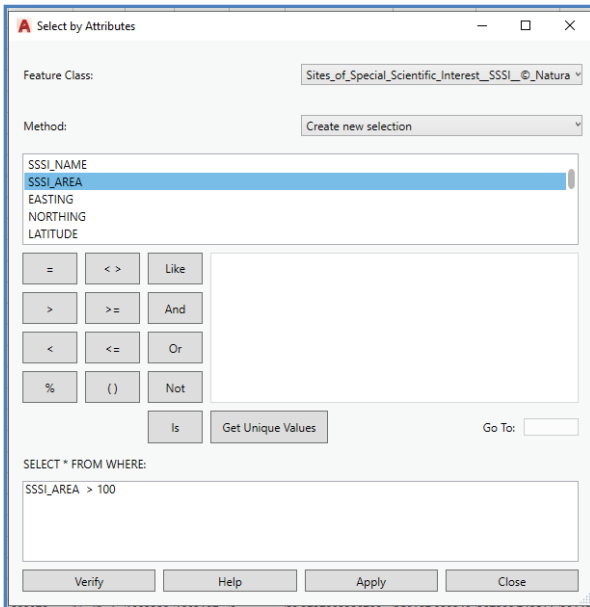 Select by Attributes
Feature Class:
Sites_of_Special_Scientific_Interest__SSSI__©_Natura
Method:
Create new selection
SSSI_NAME
SSSI_AREA
EASTING
NORTHING
LATITUDE
= < > Like
> >= And
< <= Or
% ( ) Not
Is Get Unique Values Go To:
SELECT * FROM WHERE:
SSSI_AREA > 100
Verify Help Apply Close